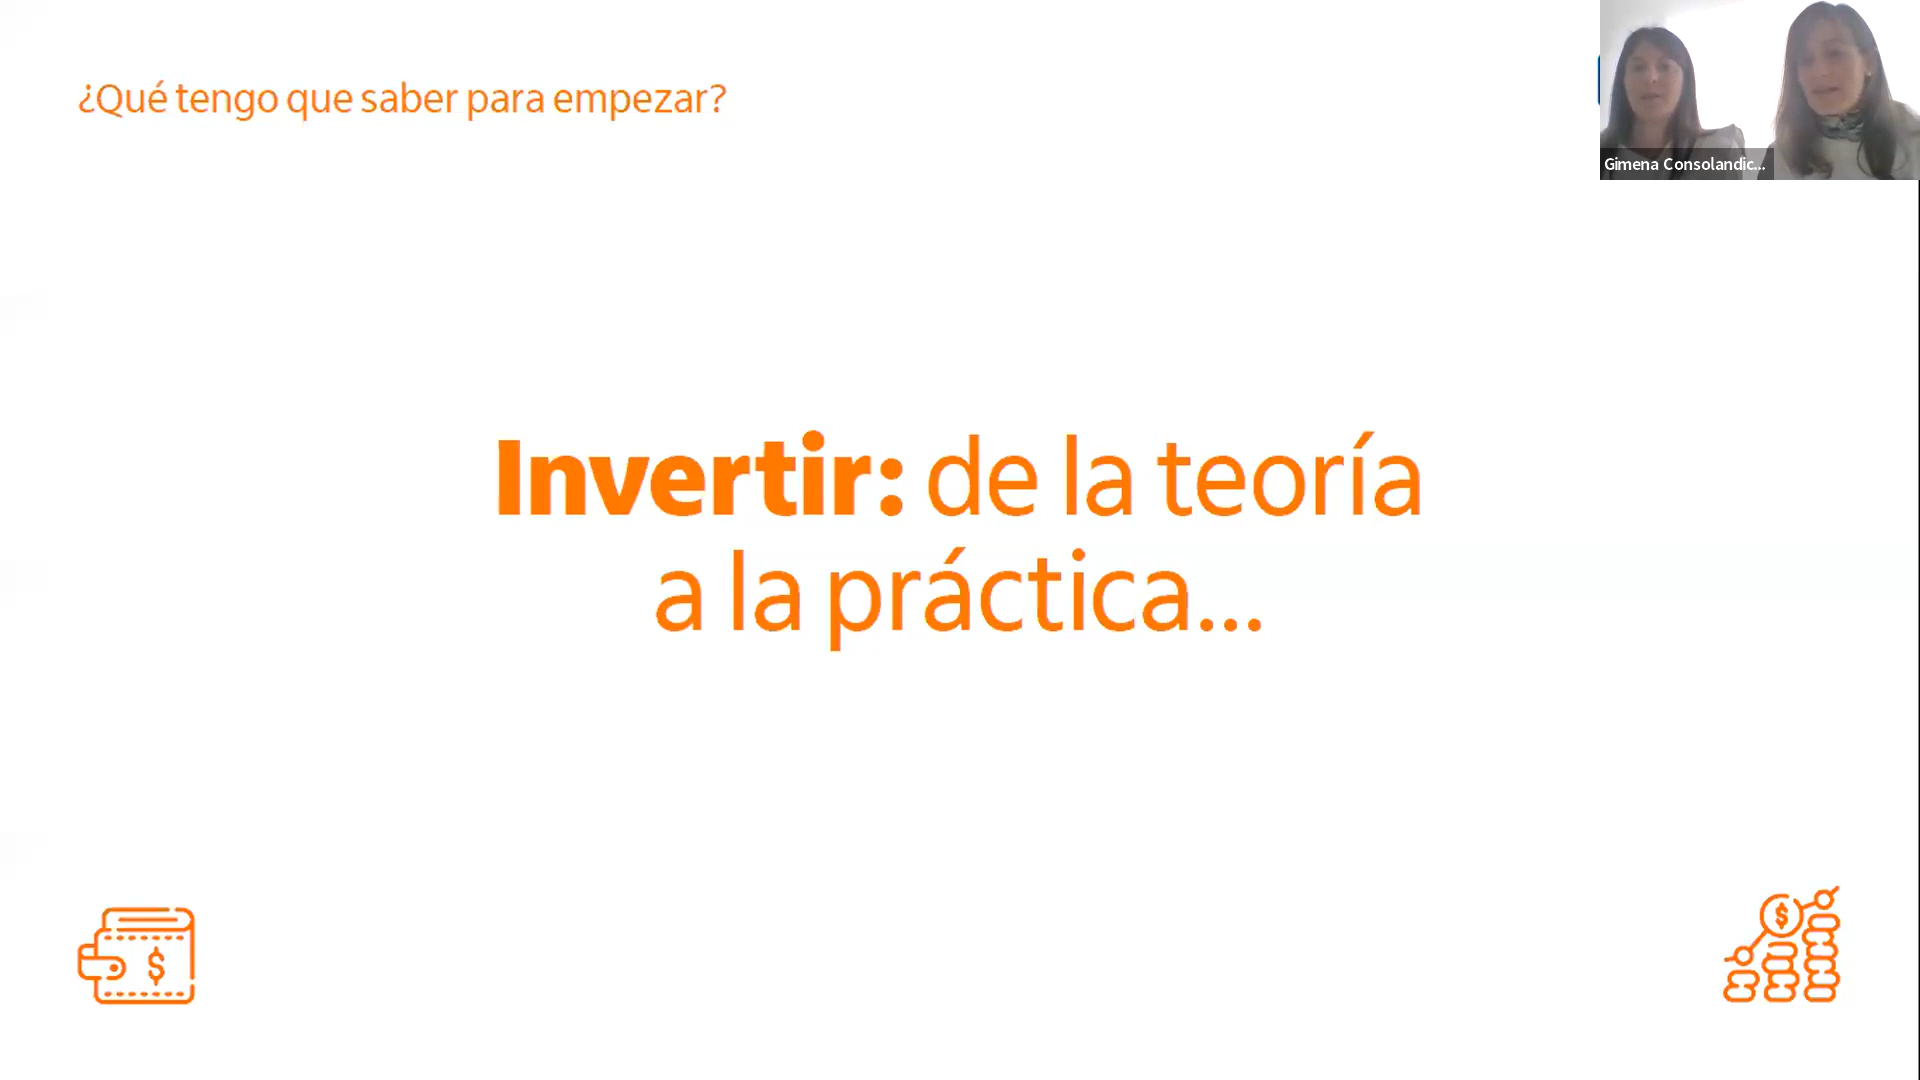 ¿Qué tengo que saber para empezar?
Gimena Consolandic...
Invertir: de la teoría
a la práctica...
$
$